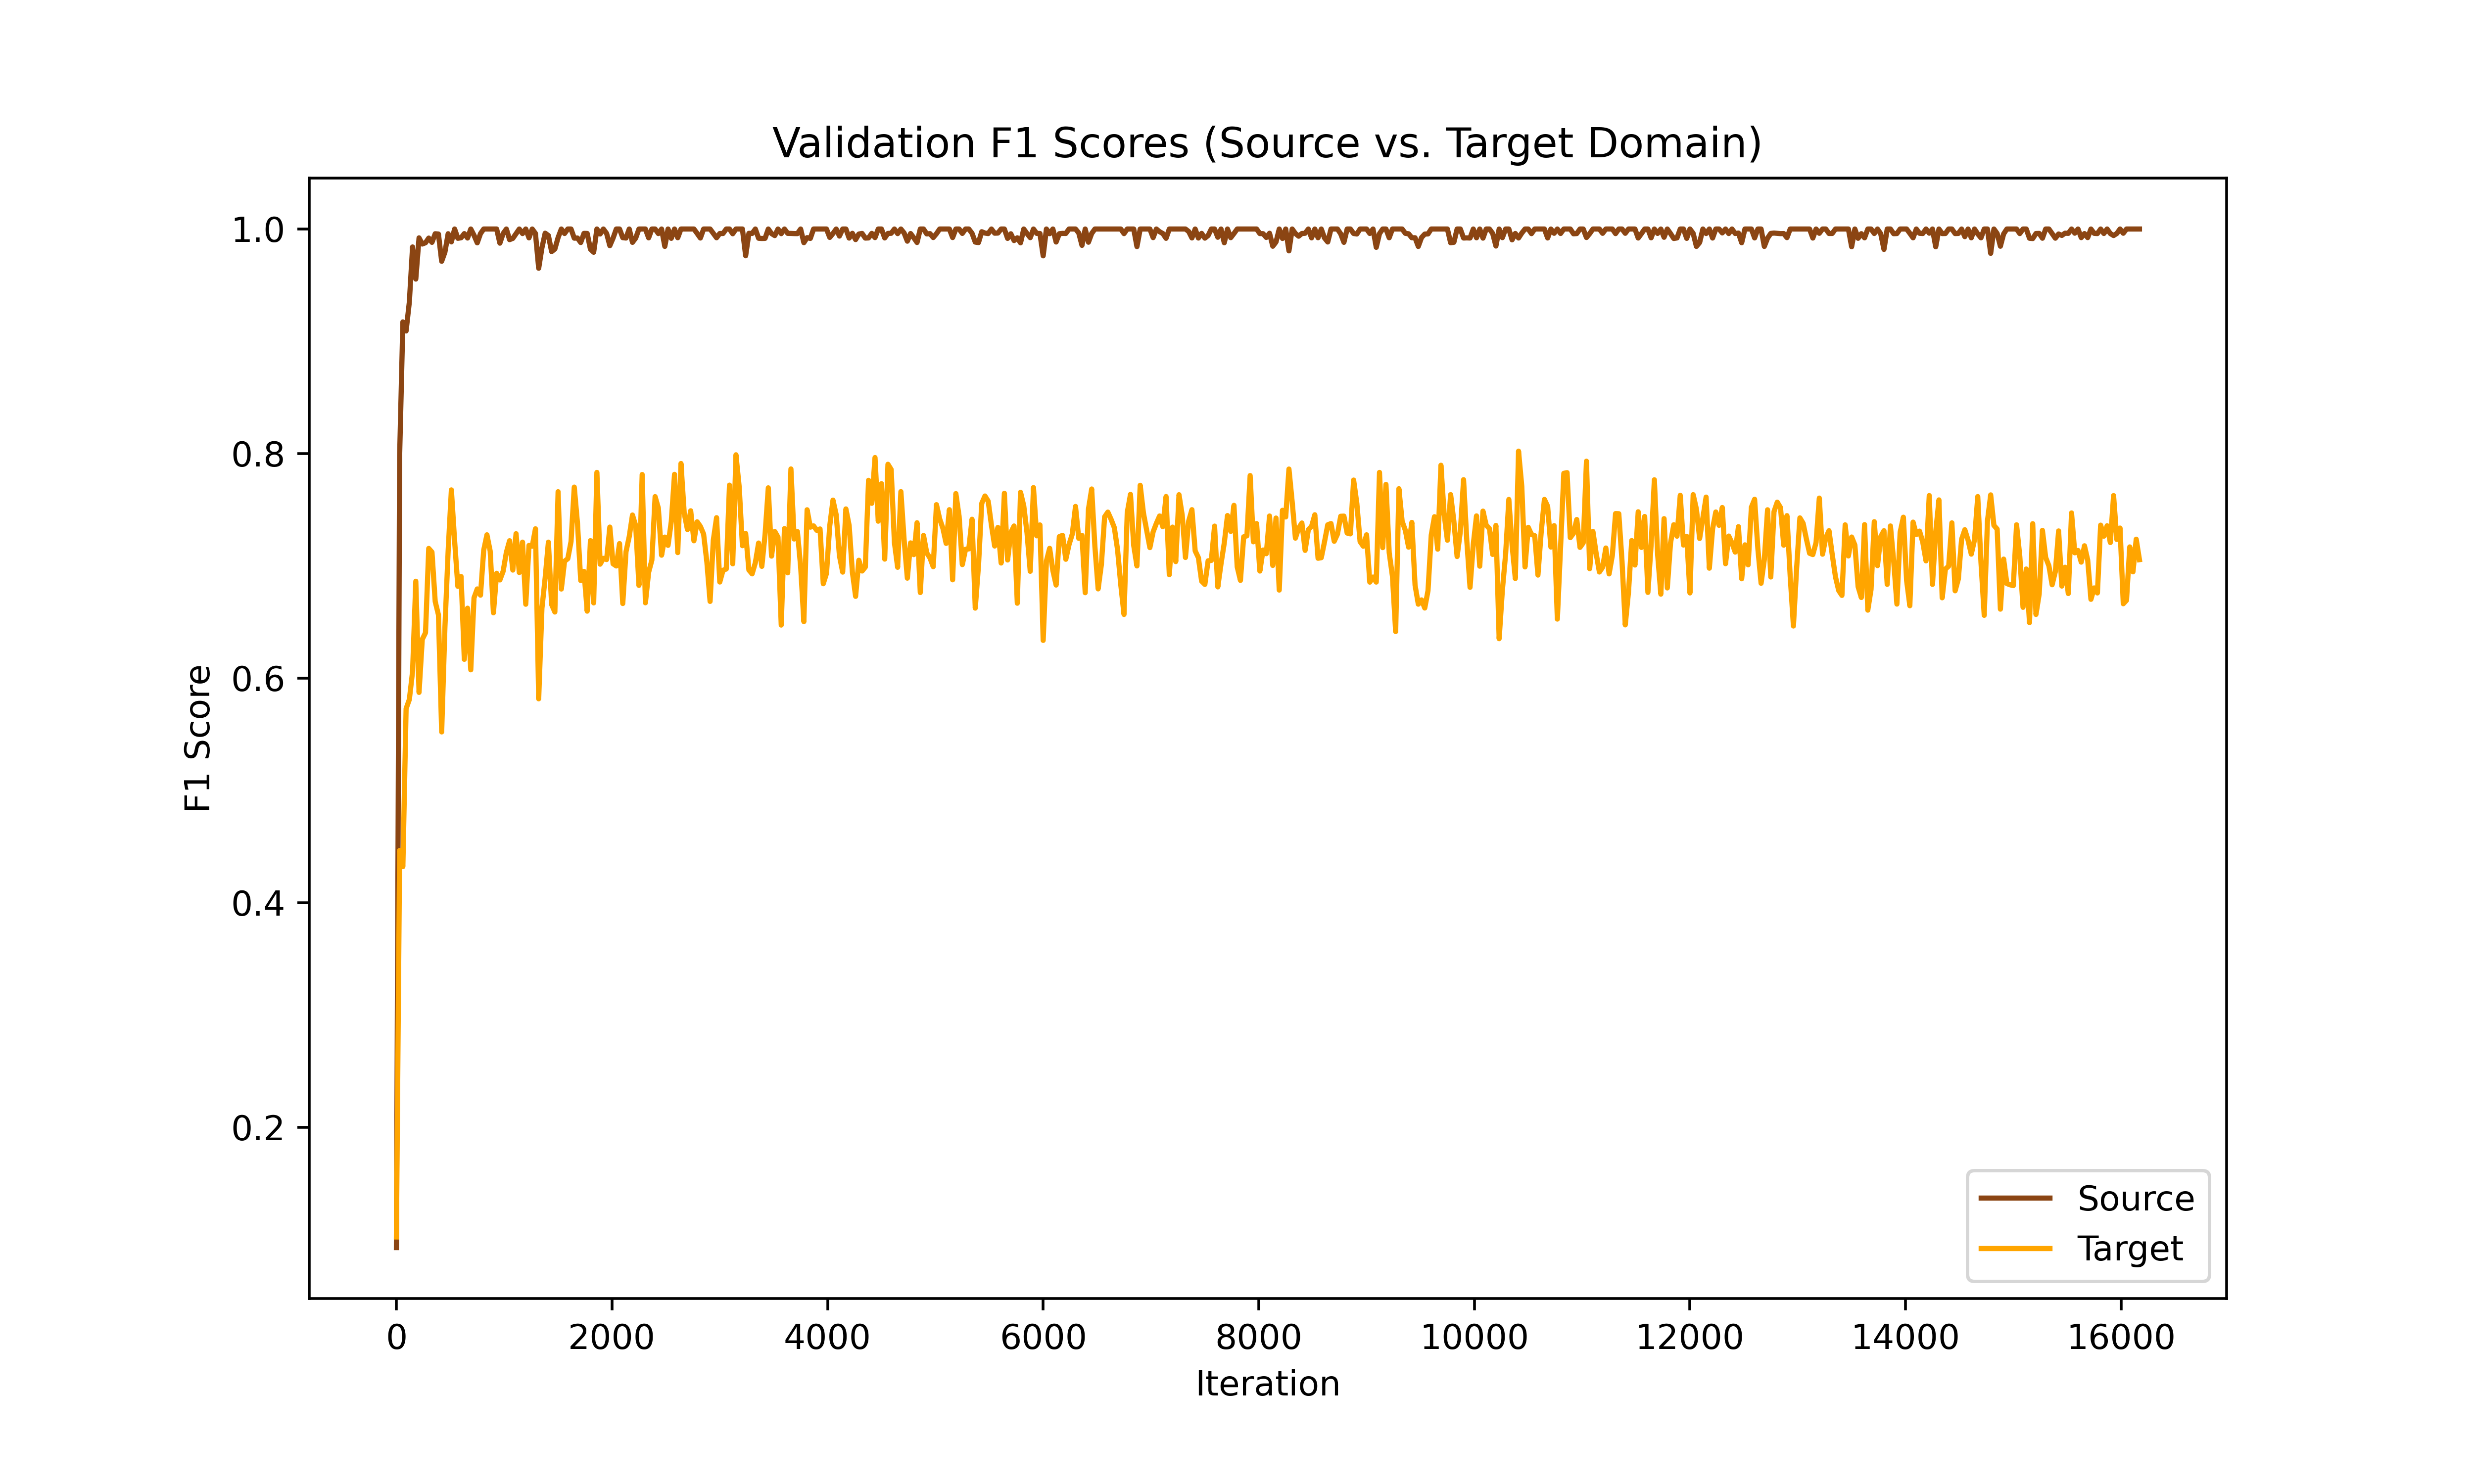 Validation F1 Scores (Source vs. Target Domain)
1.0
0.8
0.6
0.4
0.2
F1 Score
0 2000 4000 6000 8000 10000 12000 14000 16000
Iteration
Source
Target